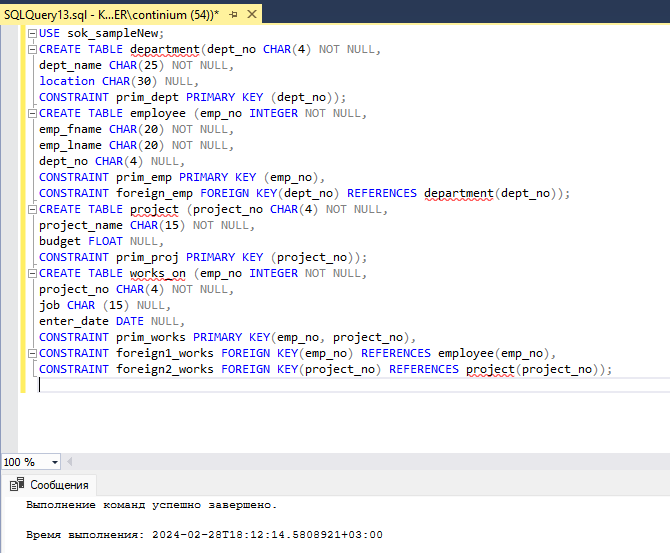 SQLQuery13.sql - K...ER\continium (54))*
USE sok_sampleNew;
CREATE TABLE department(dept_no CHAR(4) NOT NULL,
dept_name CHAR(25) NOT NULL,
location CHAR(30) NULL,
CONSTRAINT prim_dept PRIMARY KEY (dept_no));
CREATE TABLE employee (emp_no INTEGER NOT NULL,
emp_fname CHAR(20) NOT NULL,
emp_lname CHAR(20) NOT NULL,
dept_no CHAR(4) NULL,
CONSTRAINT prim_emp PRIMARY KEY (emp_no),
CONSTRAINT foreign_emp FOREIGN KEY(dept_no) REFERENCES department(dept_no));
CREATE TABLE project (project_no CHAR(4) NOT NULL,
project_name CHAR(15) NOT NULL,
budget FLOAT NULL,
CONSTRAINT prim_proj PRIMARY KEY (project_no));
CREATE TABLE works_on (emp_no INTEGER NOT NULL,
project_no CHAR(4) NOT NULL,
job CHAR (15) NULL,
enter_date DATE NULL,
CONSTRAINT prim_works PRIMARY KEY(emp_no, project_no),
CONSTRAINT foreign1_works FOREIGN KEY(emp_no) REFERENCES employee(emp_no),
CONSTRAINT foreign2_works FOREIGN KEY(project_no) REFERENCES project(project_no));
100 %
Сообщения
Выполнение команд успешно завершено.
Время выполнения: 2024-02-28T18:12:14.5808921+03:00